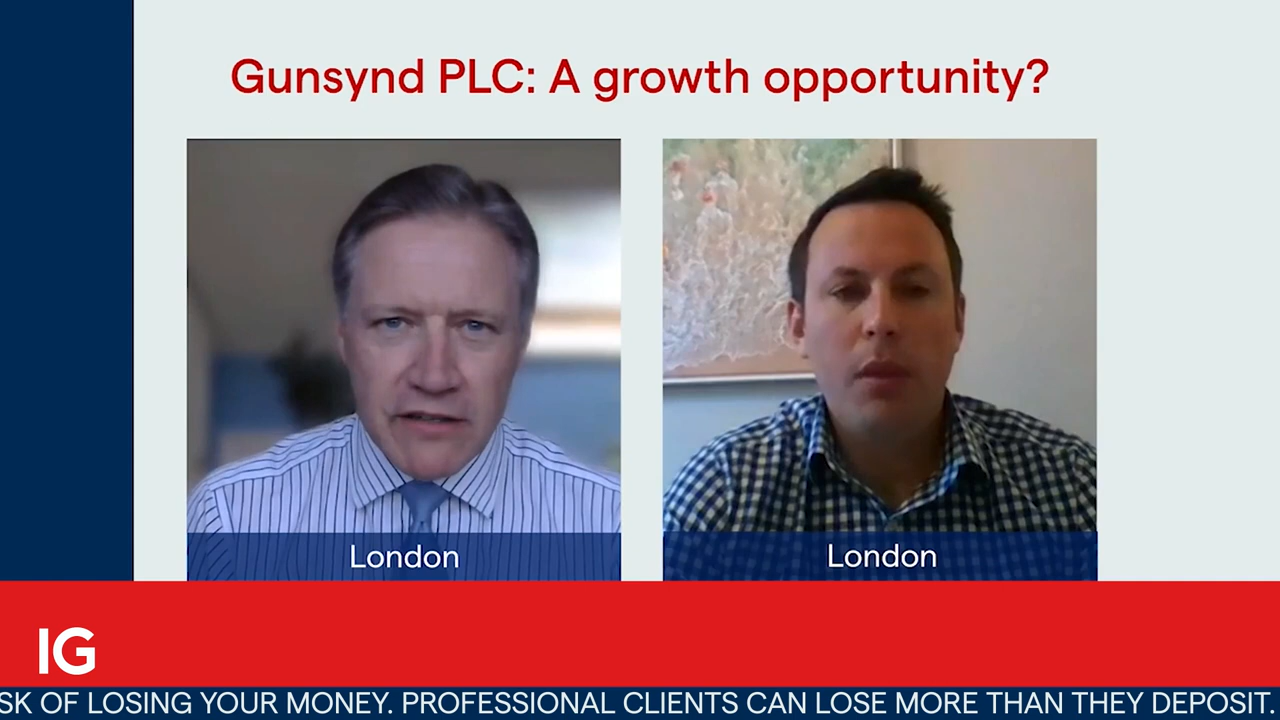 Gunsynd PLC: A growth opportunity?
London
London
IG
SK OF LOSING YOUR MONEY. PROFESSIONAL CLIENTS CAN LOSE MORE THAN THEY DEPOSIT.